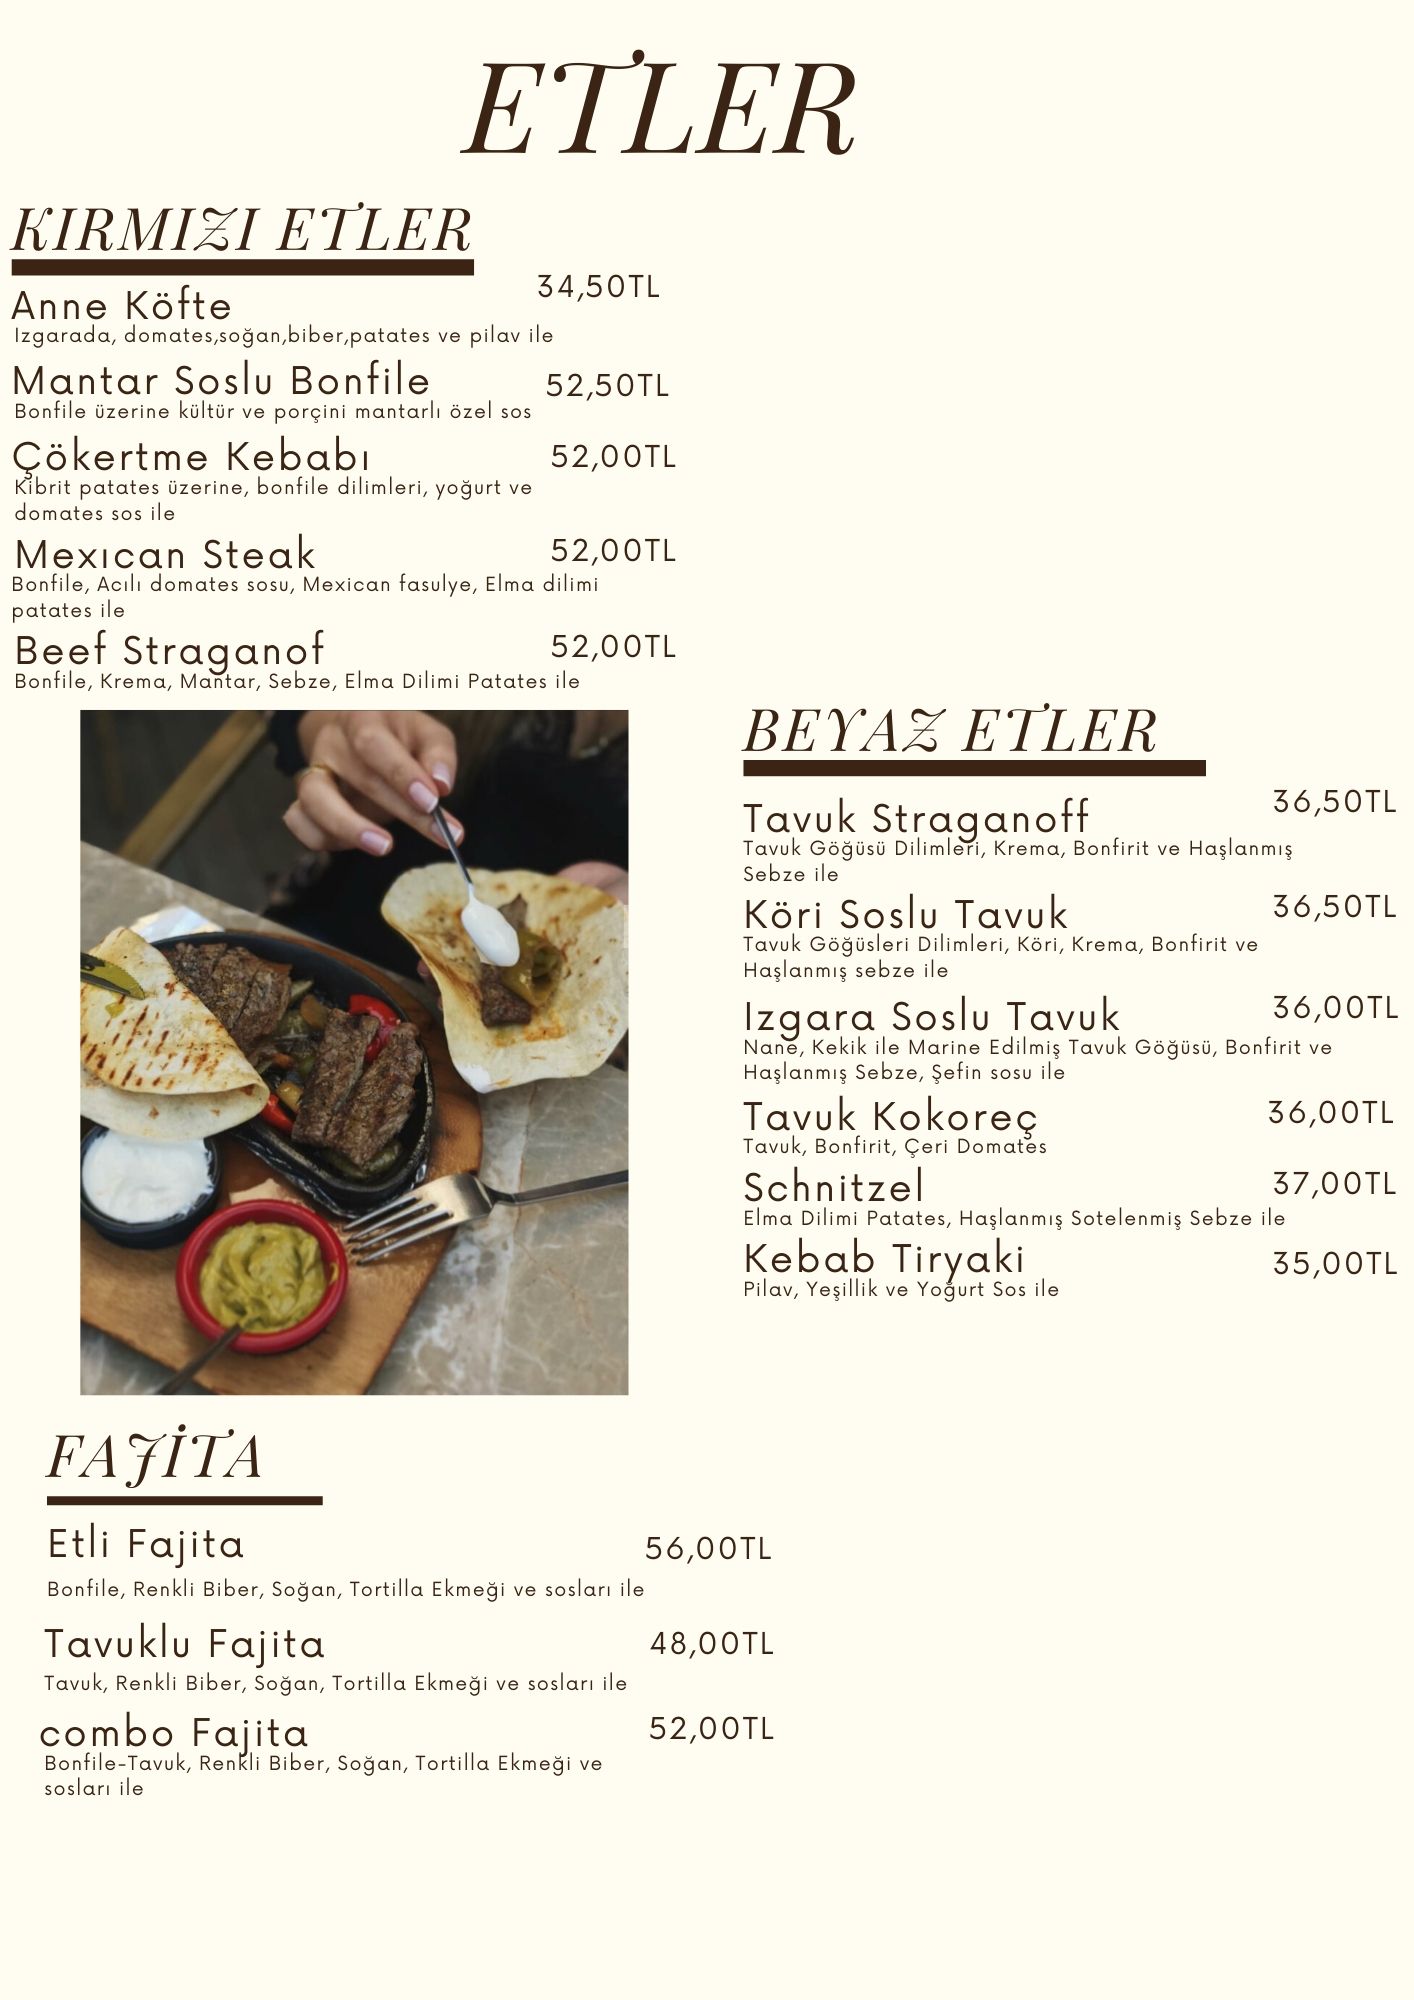 ETLER
KIRMIZI ETLER
Anne Köfte 34,50TL
Izgarada, domates,soğan,biber,patates ve pilav ile
Mantar Soslu Bonfile 52,50TL
Bonfile üzerine kültür ve porçini mantarlı özel sos
Çökertme Kebabı 52,00TL
Kibrit patates üzerine, bonfile dilimleri, yoğurt ve
domates sos ile
Mexıcan Steak 52,00TL
Bonfile, Acılı domates sosu, Mexican fasulye, Elma dilimi
patates ile
Beef Straganof 52,00TL
Bonfile, Krema, Mantar, Sebze, Elma Dilimi Patates ile
BEYAZ ETLER
Tavuk Straganoff 36,50TL
Tavuk Göğüsü Dilimleri, Krema, Bonfirit ve Haşlanmış
Sebze ile
Köri Soslu Tavuk 36,50TL
Tavuk Göğüsleri Dilimleri, Köri, Krema, Bonfirit ve
Haşlanmış sebze ile
Izgara Soslu Tavuk 36,00TL
Nane, Kekik ile Marine Edilmiş Tavuk Göğüsü, Bonfirit ve
Haşlanmış Sebze, Şefin sosu ile
Tavuk Kokoreç 36,00TL
Tavuk, Bonfirit, Çeri Domates
Schnitzel 37,00TL
Elma Dilimi Patates, Haşlanmış Sotelenmiş Sebze ile
Kebab Tiryaki 35,00TL
Pilav, Yeşillik ve Yoğurt Sos ile
FAJİTA
Etli Fajita 56,00TL
Bonfile, Renkli Biber, Soğan, Tortilla Ekmeği ve sosları ile
Tavuklu Fajita 48,00TL
Tavuk, Renkli Biber, Soğan, Tortilla Ekmeği ve sosları ile
combo Fajita 52,00TL
Bonfile-Tavuk, Renkli Biber, Soğan, Tortilla Ekmeği ve
sosları ile